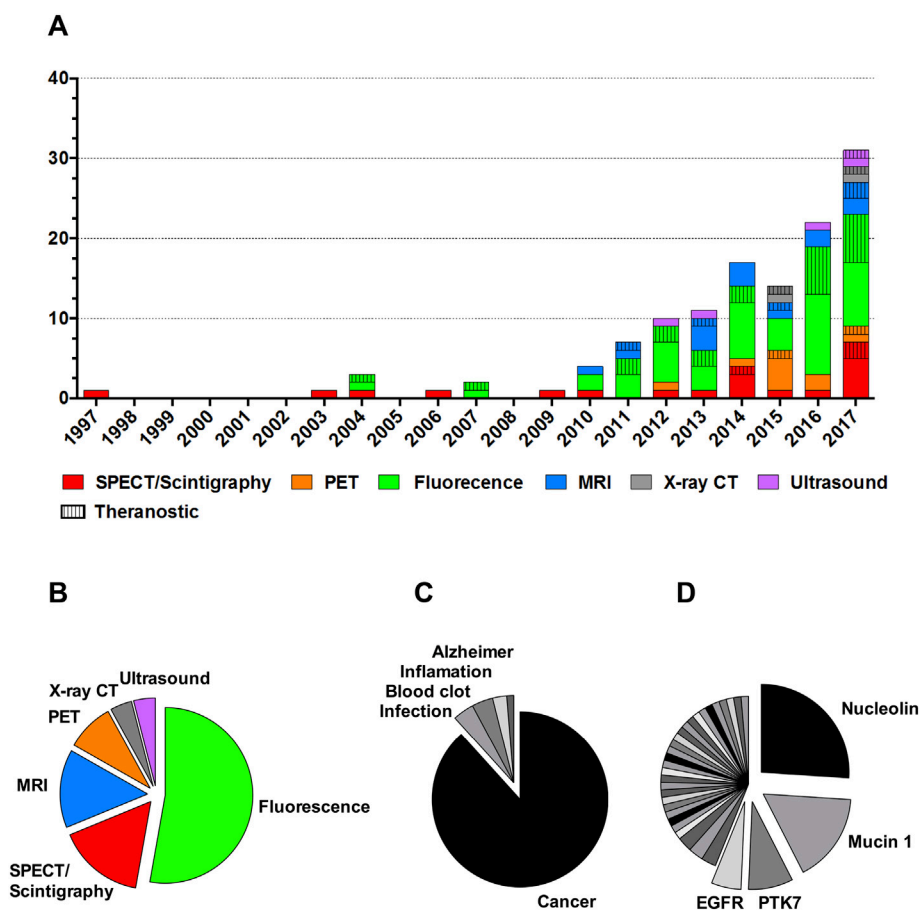 A
40
30
20
10
0
1997 1998 1999 2000 2001 2002 2003 2004 2005 2006 2007 2008 2009 2010 2011 2012 2013 2014 2015 2016 2017
SPECT/Scintigraphy PET Fluorecence MRI X-ray CT Ultrasound
Theranostic
B
Ultrasound
X-ray CT
PET
MRI
Fluorescence
SPECT/
Scintigraphy
C
Alzheimer
Inflamation
Blood clot
Infection
Cancer
D
Nucleolin
Mucin 1
EGFR PTK7